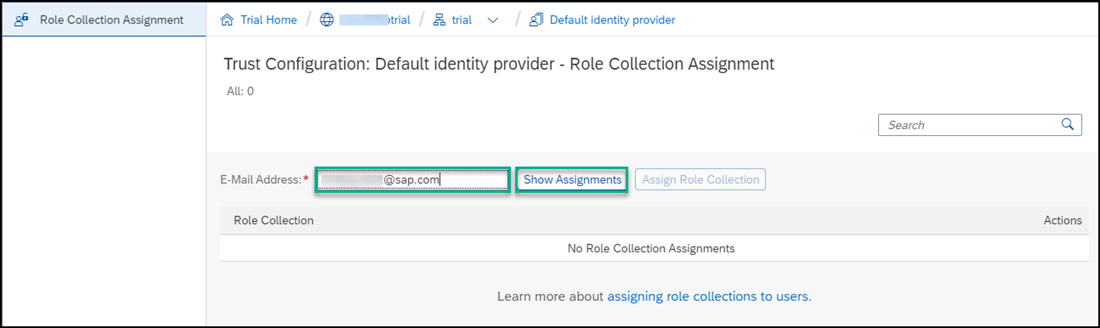 Role Collection Assignment
Trial Home / trial / trial / Default identity provider
Trust Configuration: Default identity provider - Role Collection Assignment
All: 0
Search
E-Mail Address:* @sap.com Show Assignments Assign Role Collection
Role Collection Actions
No Role Collection Assignments
Learn more about assigning role collections to users.